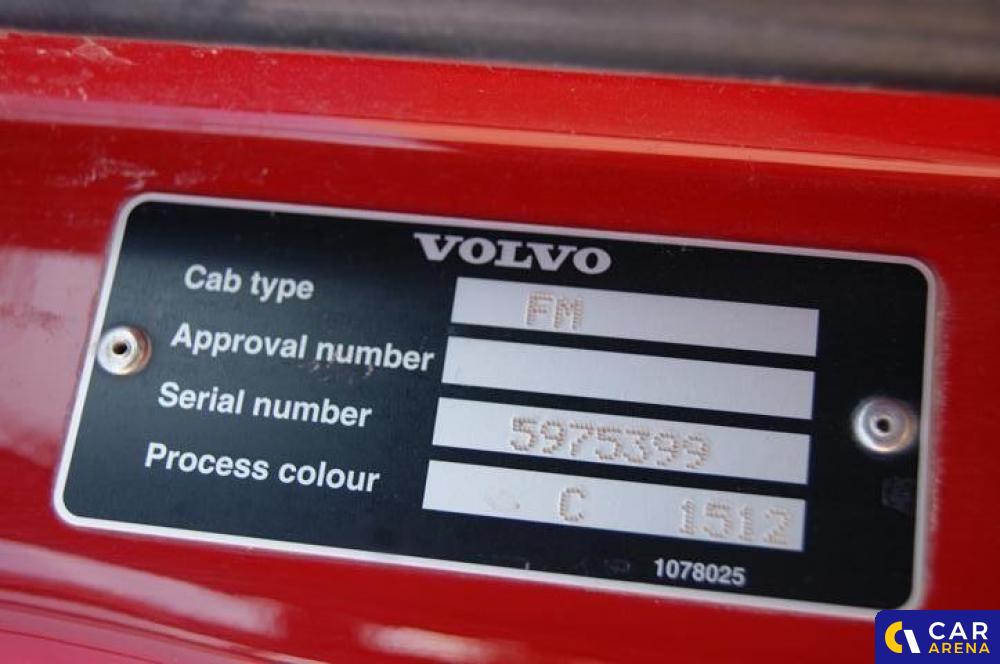 VOLVO
Cab type FM
Approval number
Serial number 5975399
Process colour C 1512
1078025
CAR
ARENA